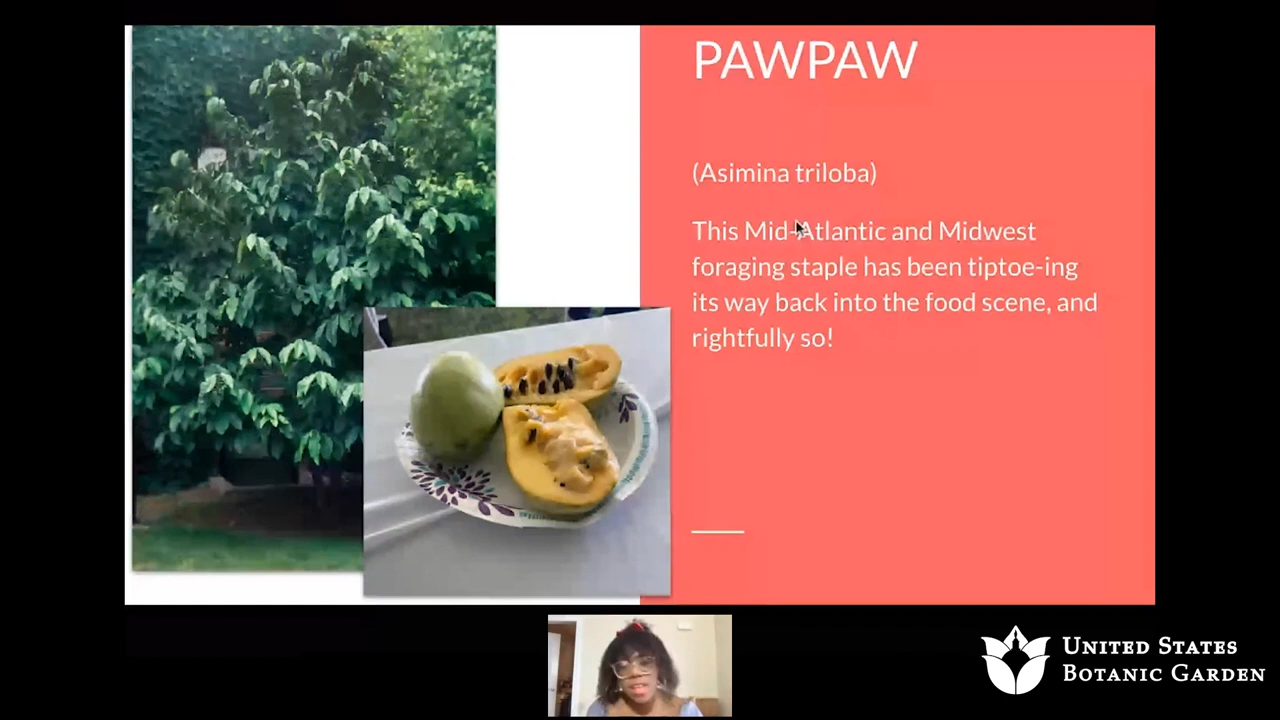 PAWPAW
(Asimina triloba)
This Mid-Atlantic and Midwest
foraging staple has been tiptoe-ing
its way back into the food scene, and
rightfully so!
UNITED STATES
BOTANIC GARDEN